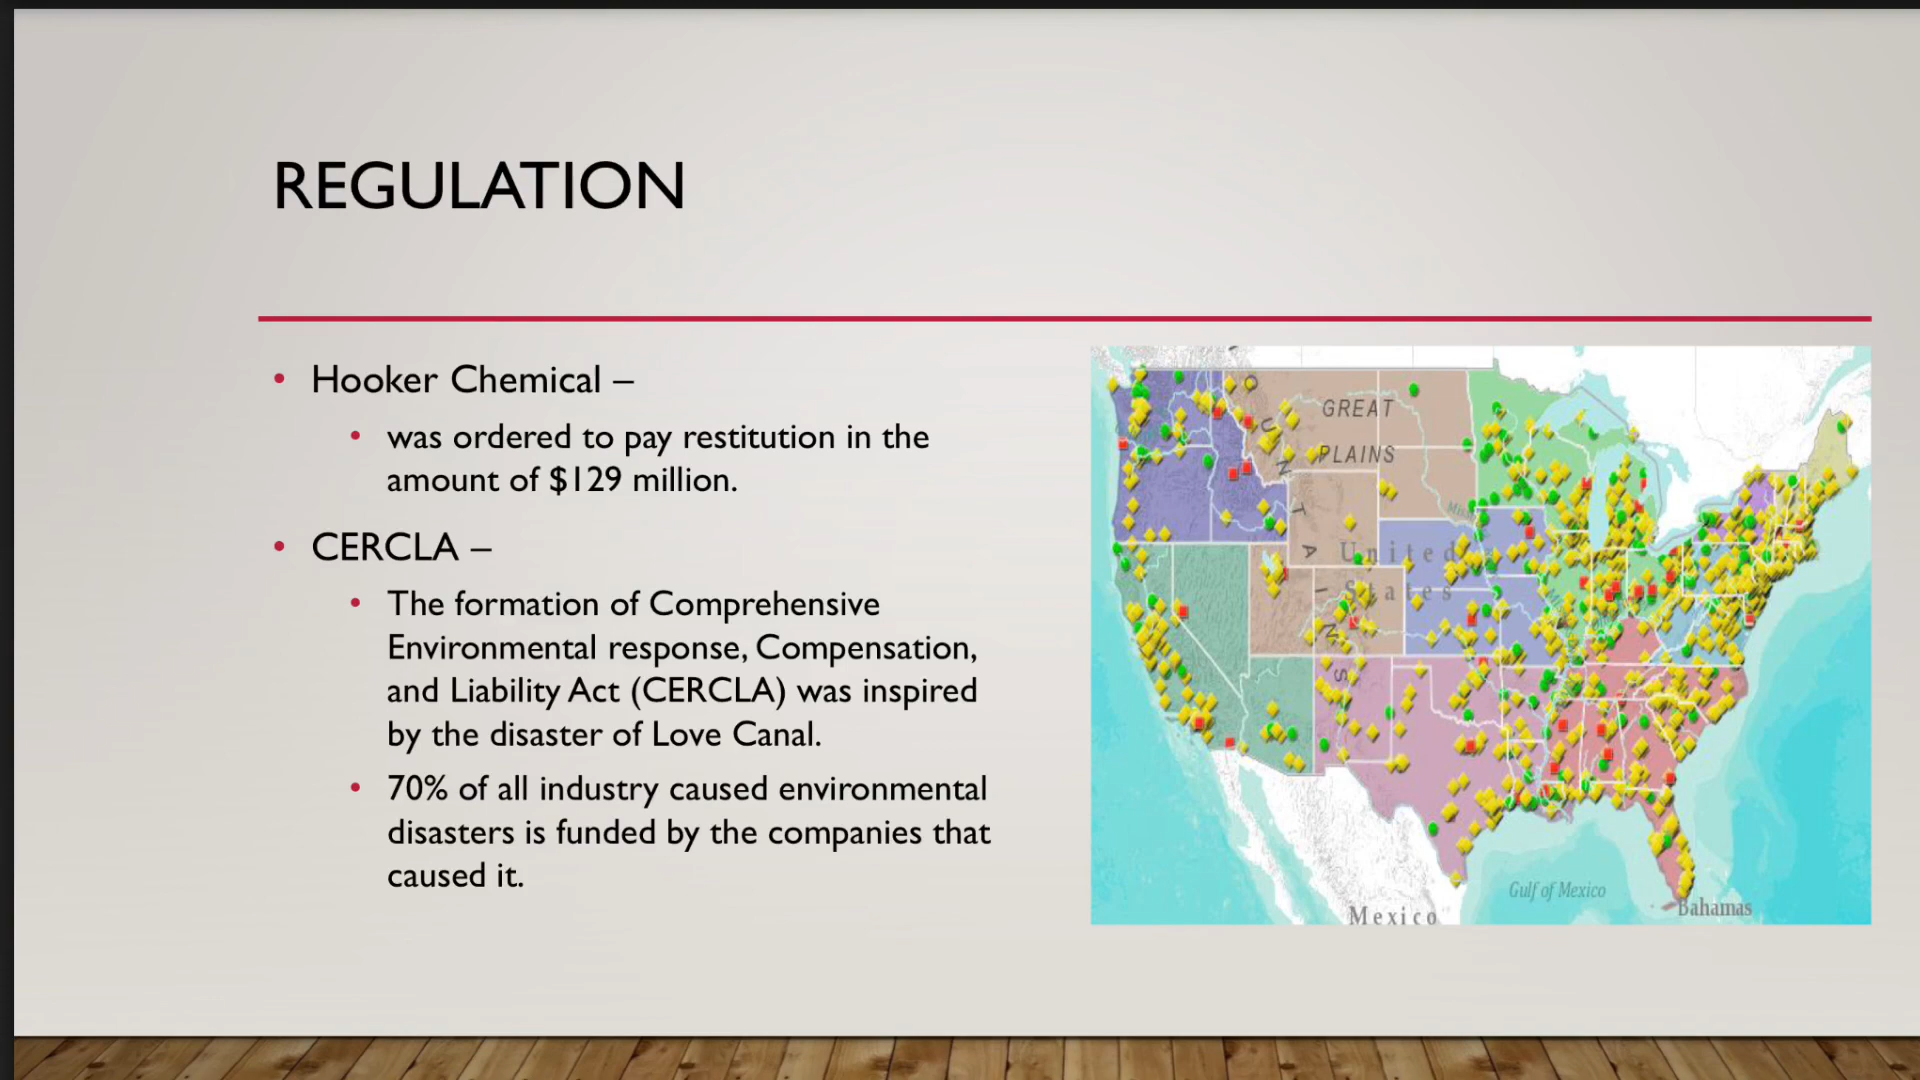 REGULATION
• Hooker Chemical –
• was ordered to pay restitution in the
amount of $129 million.
• CERCLA –
• The formation of Comprehensive
Environmental response, Compensation,
and Liability Act (CERCLA) was inspired
by the disaster of Love Canal.
• 70% of all industry caused environmental
disasters is funded by the companies that
caused it.
GREAT
PLAINS
United
States
Gulf of Mexico
Bahamas
Mexico